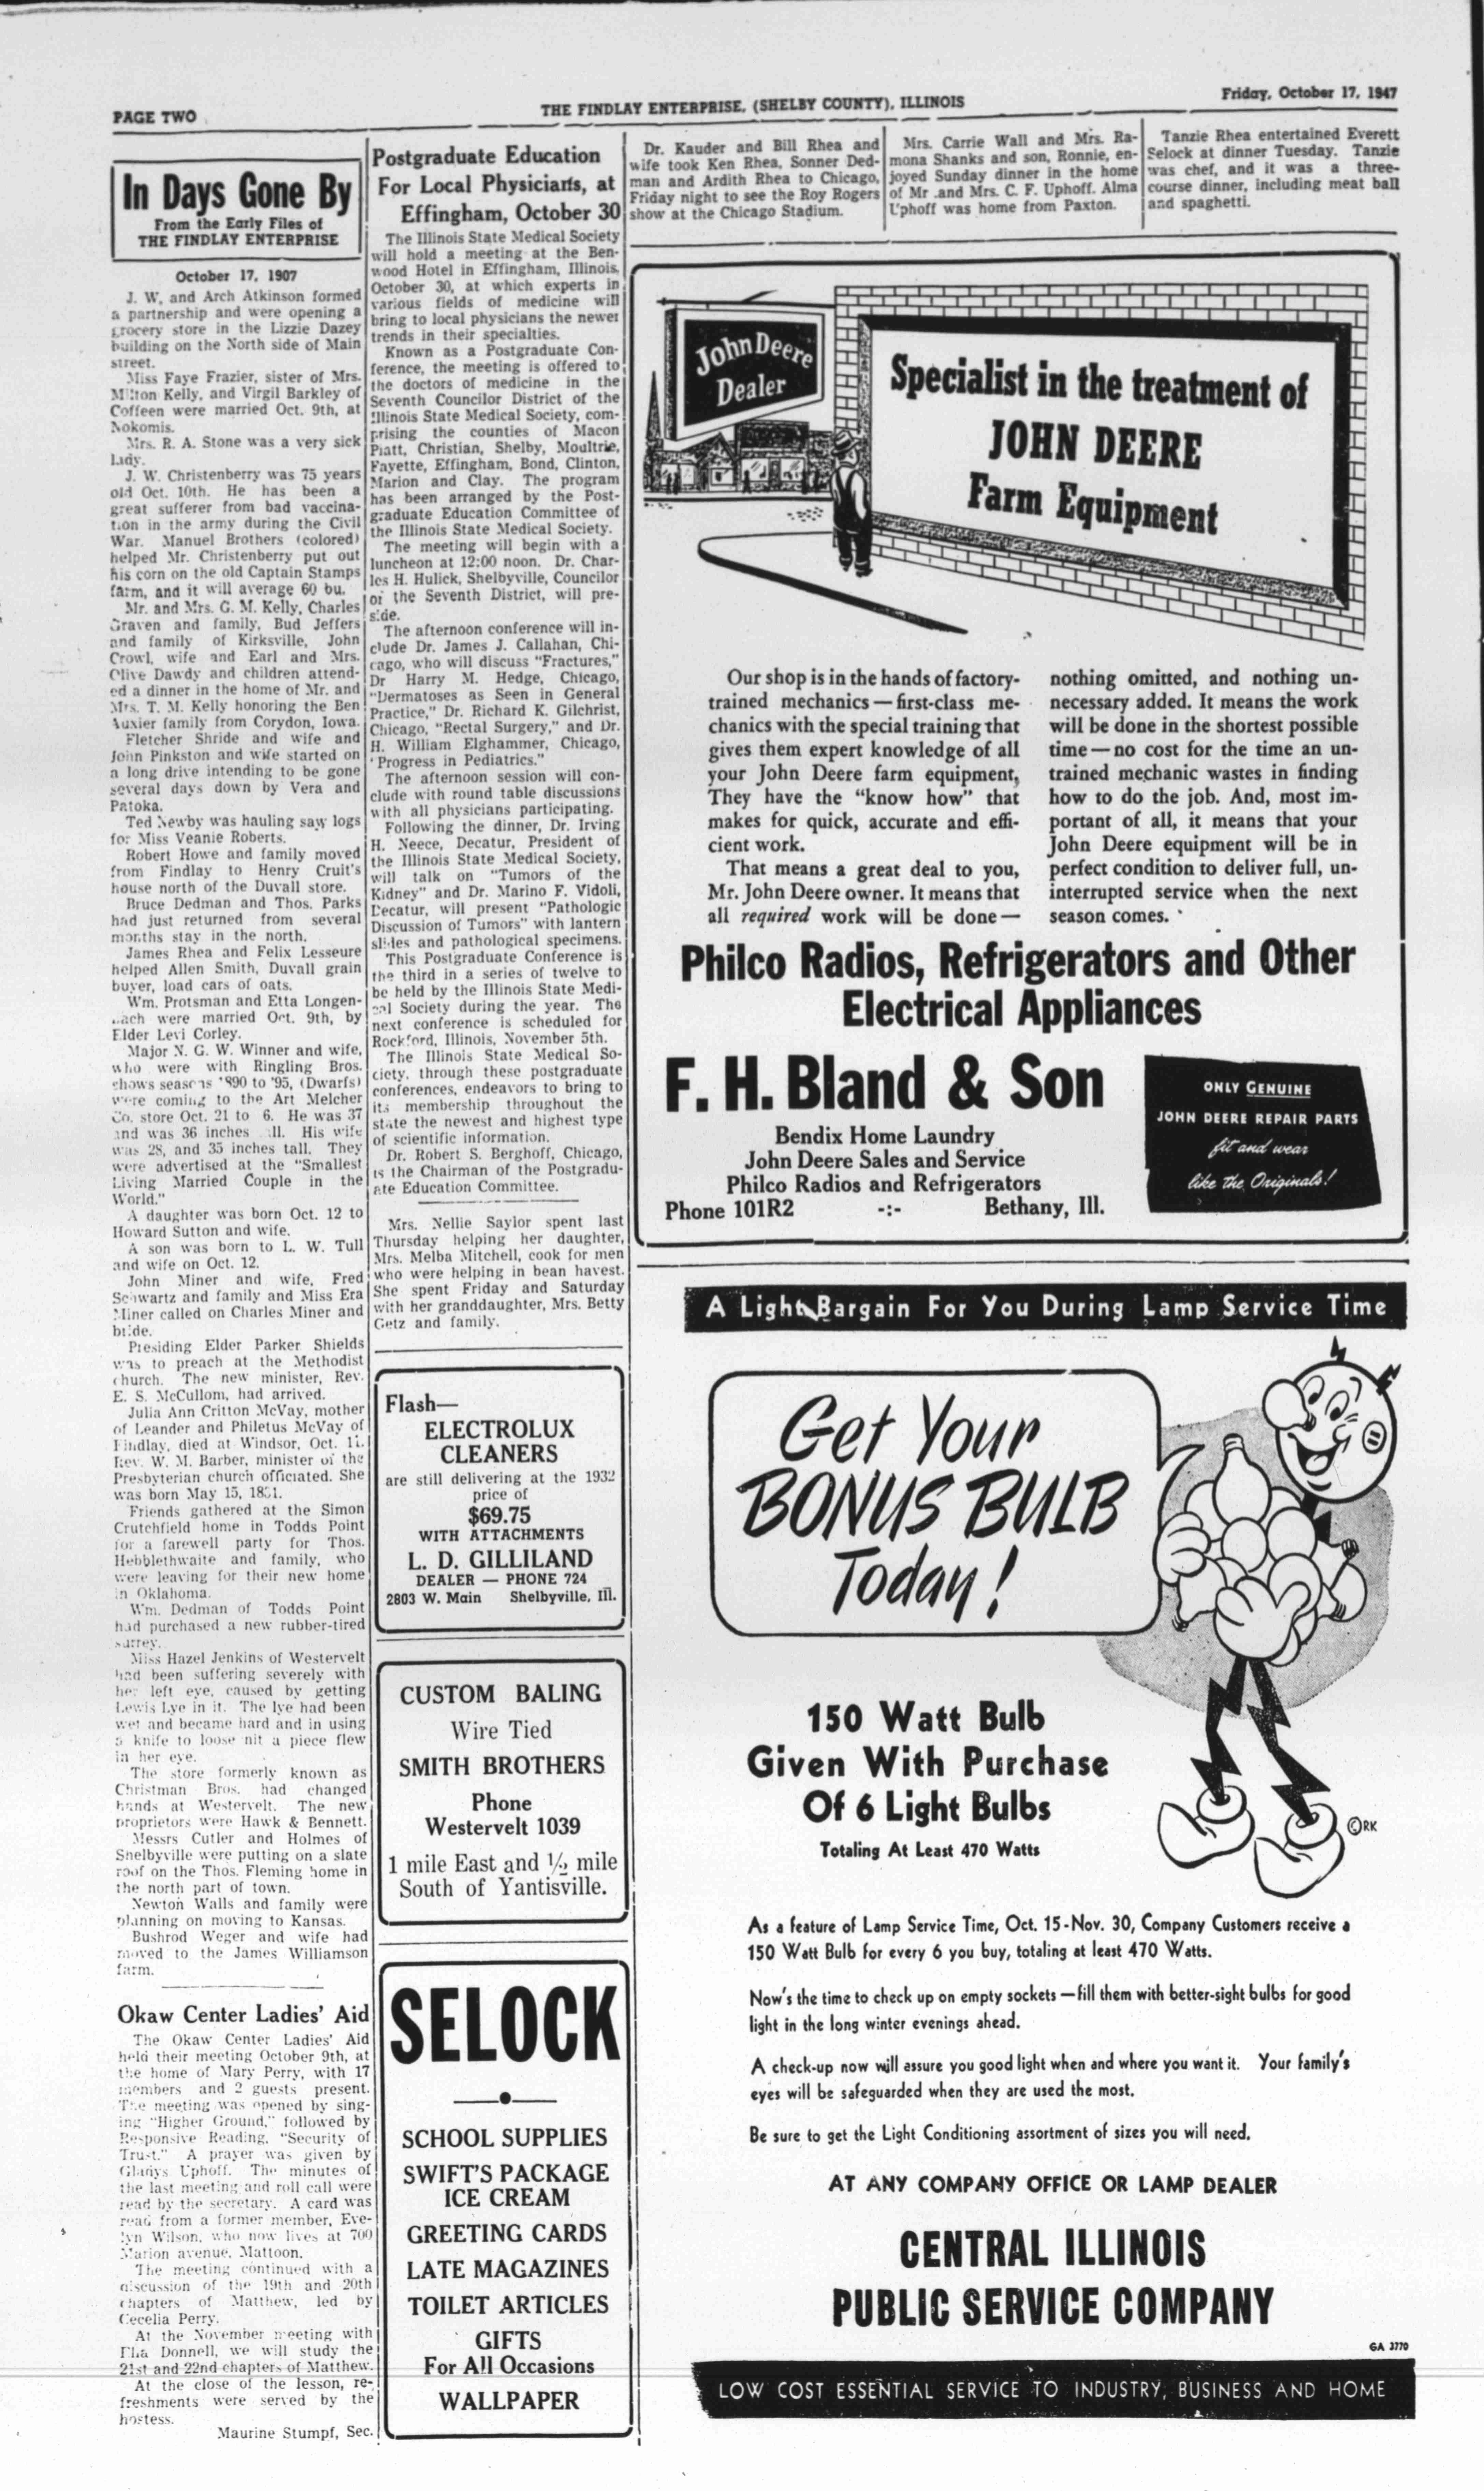 PAGE TWO
THE FINDLAY ENTERPRISE, (SHELBY COUNTY), ILLINOIS
Friday, October 17, 1947
In Days Gone By
From the Early Files of
THE FINDLAY ENTERPRISE
October 17, 1907
J. W. and Arch Atkinson formed
a partnership and were opening a
grocery store in the Lizzie Dazey
building on the North side of Main
street.
Miss Faye Frazier, sister of Mrs.
Milton Kelly, and Virgil Barkley of
Coffeen were married Oct. 9th, at
Nokomis.
Mrs. R. A. Stone was a very sick
lady.
J. W. Christenberry was 75 years
old Oct. 10th. He has been a
great sufferer from bad vaccina-
tion in the army during the Civil
War. Manuel Brothers (colored)
helped Mr. Christenberry put out
his corn on the old Captain Stamps
farm, and it will average 60 bu.
Mr. and Mrs. G. M. Kelly, Charles
Graven and family, Bud Jeffers
and family of Kirksville, John
Crowl, wife and Earl and Mrs.
Olive Dawdy and children attend-
ed a dinner in the home of Mr. and
Mrs. T. M. Kelly honoring the Ben
Auxier family from Corydon, Iowa.
Fletcher Shride and wife and
John Pinkston and wife started on
a long drive intending to be gone
several days down by Vera and
Patoka.
Ted Newby was hauling saw logs
for Miss Veanie Roberts.
Robert Howe and family moved
from Findlay to Henry Cruit's
house north of the Duvall store.
Bruce Dedman and Thos. Parks
had just returned from several
months stay in the north.
James Rhea and Felix Lesseure
helped Allen Smith, Duvall grain
buyer, load cars of oats.
Wm. Protsman and Etta Longen-
bach were married Oct. 9th, by
Elder Levi Corley.
Major N. G. W. Winner and wife,
who were with Ringling Bros.
shows seasons '890 to '95, (Dwarfs)
were coming to the Art Melcher
Co. store Oct. 21 to 6. He was 37
and was 36 inches all. His wife
was 28, and 35 inches tall. They
were advertised at the "Smallest
Living Married Couple in the
World."
A daughter was born Oct. 12 to
Howard Sutton and wife.
A son was born to L. W. Tull
and wife on Oct. 12.
John Miner and wife, Fred
Schwartz and family and Miss Era
Miner called on Charles Miner and
bride.
Presiding Elder Parker Shields
was to preach at the Methodist
church. The new minister, Rev.
E. S. McCullom, had arrived.
Julia Ann Critton McVay, mother
of Leander and Philetus McVay of
Findlay, died at Windsor, Oct. 11.
Rev. W. M. Barber, minister of the
Presbyterian church officiated. She
was born May 15,
Friends gathered at the Simon
Crutchfield home in Todds Point
for a farewell party for Thos.
Hebblethwaite and family, who
were leaving for their new home
in Oklahoma.
Wm. Dedman of Todds Point
had purchased a new rubber-tired
surrey.
Miss Hazel Jenkins of Westervelt
had been suffering severely with
her left eye, caused by getting
Lewis Lye in it. The lye had been
wet and became hard and in using
a knife to loose nit a piece flew
in her eye.
The store formerly known as
Christman Bros. had changed
hands at Westervelt. The new
proprietors were Hawk & Bennett.
Messrs Cutler and Holmes of
Shelbyville were putting on a slate
roof on the Thos. Fleming home in
the north part of town.
Newton Walls and family were
planning on moving to Kansas.
Bushrod Weger and wife had
moved to the James Williamson
farm.
Okaw Center Ladies' Aid
The Okaw Center Ladies' Aid
held their meeting October 9th, at
the home of Mary Perry, with 17
members and 2 guests present.
The meeting was opened by sing-
ing "Higher Ground," followed by
Responsive Reading, "Security of
Trust." A prayer was given by
Gladys Uphoff. The minutes of
the last meeting and roll call were
read by the secretary. A card was
read from a former member, Eve-
lyn Wilson, who now lives at 700
Marion avenue, Mattoon.
The meeting continued with a
discussion of the 19th and 20th
chapters of Matthew, led by
Cecelia Perry.
At the November meeting with
Donnell, we will study the
21st and 22nd chapters of Matthew.
At the close of the lesson, re-
freshments were served by the
hostess.
Maurine Stumpf, Sec.
Postgraduate Education
For Local Physicians, at
Effingham, October 30
The Illinois State Medical Society
will hold a meeting at the Ben-
wood Hotel in Effingham, Illinois,
October 30, at which experts in
various fields of medicine will
bring to local physicians the newer
trends in their specialties.
Known as a Postgraduate Con-
ference, the meeting is offered to
the doctors of medicine in the
Seventh Councilor District of the
Illinois State Medical Society, com-
prising the counties of Macon
Piatt, Christian, Shelby, Moultrie,
Fayette, Effingham, Bond, Clinton,
Marion and Clay. The program
has been arranged by the Post-
graduate Education Committee of
the Illinois State Medical Society.
The meeting will begin with a
luncheon at 12:00 noon. Dr. Char-
les H. Hulick, Shelbyville, Councilor
of the Seventh District, will pre-
side.
The afternoon conference will in-
clude Dr. James J. Callahan, Chi-
cago, who will discuss "Fractures,"
Dr Harry M. Hedge, Chicago,
"Dermatoses as Seen in General
Practice," Dr. Richard K. Gilchrist,
Chicago, "Rectal Surgery," and Dr.
H. William Elghammer, Chicago,
"Progress in Pediatrics."
The afternoon session will con-
clude with round table discussions
with all physicians participating.
Following the dinner, Dr. Irving
H. Neece, Decatur, President of
the Illinois State Medical Society,
will talk on "Tumors of the
Kidney" and Dr. Marino F. Vidoli,
Decatur, will present "Pathologic
Discussion of Tumors" with lantern
slides and pathological specimens.
This Postgraduate Conference is
the third in a series of twelve to
be held by the Illinois State Medi-
cal Society during the year. The
next conference is scheduled for
Rockford, Illinois, November 5th.
The Illinois State Medical So-
ciety, through these postgraduate
conferences, endeavors to bring to
its membership throughout the
state the newest and highest type
of scientific information.
Dr. Robert S. Berghoff, Chicago,
is the Chairman of the Postgradu-
ate Education Committee.
Mrs. Nellie Saylor spent last
Thursday helping her daughter,
Mrs. Melba Mitchell, cook for men
who were helping in bean havest.
She spent Friday and Saturday
with her granddaughter, Mrs. Betty
Getz and family.
Flash—
ELECTROLUX
CLEANERS
are still delivering at the 1932
price of
$69.75
WITH ATTACHMENTS
L. D. GILLILAND
DEALER — PHONE 724
2803 W. Main Shelbyville, Ill.
CUSTOM BALING
Wire Tied
SMITH BROTHERS
Phone
Westervelt 1039
1 mile East and ½ mile
South of Yantisville.
SELOCK
SCHOOL SUPPLIES
SWIFT'S PACKAGE
ICE CREAM
GREETING CARDS
LATE MAGAZINES
TOILET ARTICLES
GIFTS
For All Occasions
WALLPAPER
Dr. Kauder and Bill Rhea and
wife took Ken Rhea, Sonner Ded-
man and Ardith Rhea to Chicago,
Friday night to see the Roy Rogers
show at the Chicago Stadium.
Mrs. Carrie Wall and Mrs. Ra-
mona Shanks and son, Ronnie, en-
joyed Sunday dinner in the home
of Mr .and Mrs. C. F. Uphoff. Alma
Uphoff was home from Paxton.
Tanzie Rhea entertained Everett
Selock at dinner Tuesday. Tanzie
was chef, and it was a three-
course dinner, including meat ball
and spaghetti.
John Deere
Dealer
Specialist in the treatment of
JOHN DEERE
Farm Equipment
Our shop is in the hands of factory-
trained mechanics—first-class me-
chanics with the special training that
gives them expert knowledge of all
your John Deere farm equipment,
They have the "know how" that
makes for quick, accurate and effi-
cient work.
That means a great deal to you,
Mr. John Deere owner. It means that
all required work will be done—
nothing omitted, and nothing un-
necessary added. It means the work
will be done in the shortest possible
time—no cost for the time an un-
trained mechanic wastes in finding
how to do the job. And, most im-
portant of all, it means that your
John Deere equipment will be in
perfect condition to deliver full, un-
interrupted service when the next
season comes.
Philco Radios, Refrigerators and Other
Electrical Appliances
F. H. Bland & Son
Bendix Home Laundry
John Deere Sales and Service
Philco Radios and Refrigerators
Phone 101R2 -:- Bethany, Ill.
ONLY GENUINE
JOHN DEERE REPAIR PARTS
fit and wear
like the Originals!
A Light Bargain For You During Lamp Service Time
Get Your
BONUS BULB
Today!
150 Watt Bulb
Given With Purchase
Of 6 Light Bulbs
Totaling At Least 470 Watts
©RK
As a feature of Lamp Service Time, Oct. 15-Nov. 30, Company Customers receive a
150 Watt Bulb for every 6 you buy, totaling at least 470 Watts.
Now's the time to check up on empty sockets—fill them with better-sight bulbs for good
light in the long winter evenings ahead.
A check-up now will assure you good light when and where you want it. Your family's
eyes will be safeguarded when they are used the most.
Be sure to get the Light Conditioning assortment of sizes you will need.
AT ANY COMPANY OFFICE OR LAMP DEALER
CENTRAL ILLINOIS
PUBLIC SERVICE COMPANY
GA 3770
LOW COST ESSENTIAL SERVICE TO INDUSTRY, BUSINESS AND HOME